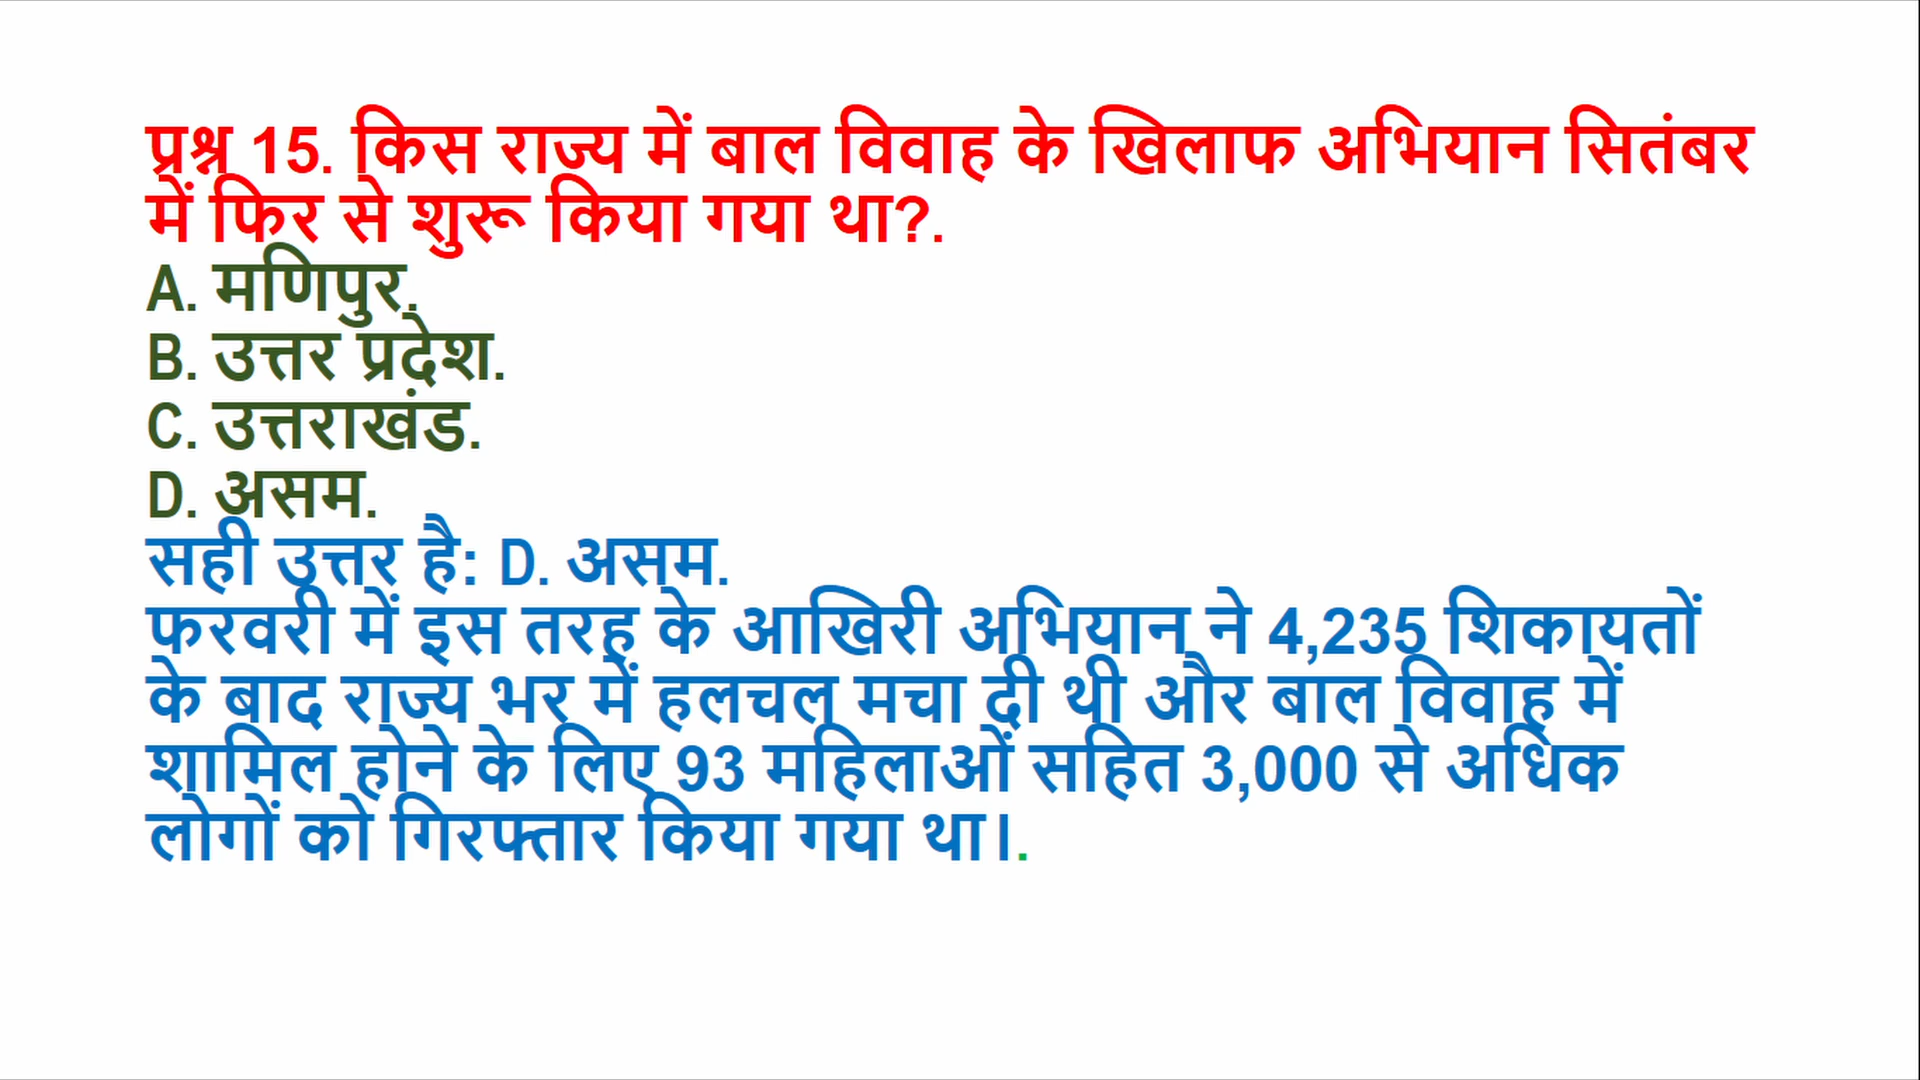 प्रश्न 15. किस राज्य में बाल विवाह के खिलाफ अभियान सितंबर
में फिर से शुरू किया गया था?.
A. मणिपुर.
B. उत्तर प्रदेश.
C. उत्तराखंड.
D. असम.
सही उत्तर है: D. असम.
फरवरी में इस तरह के आखिरी अभियान ने 4,235 शिकायतों
के बाद राज्य भर में हलचल मचा दी थी और बाल विवाह में
शामिल होने के लिए 93 महिलाओं सहित 3,000 से अधिक
लोगों को गिरफ्तार किया गया था।.